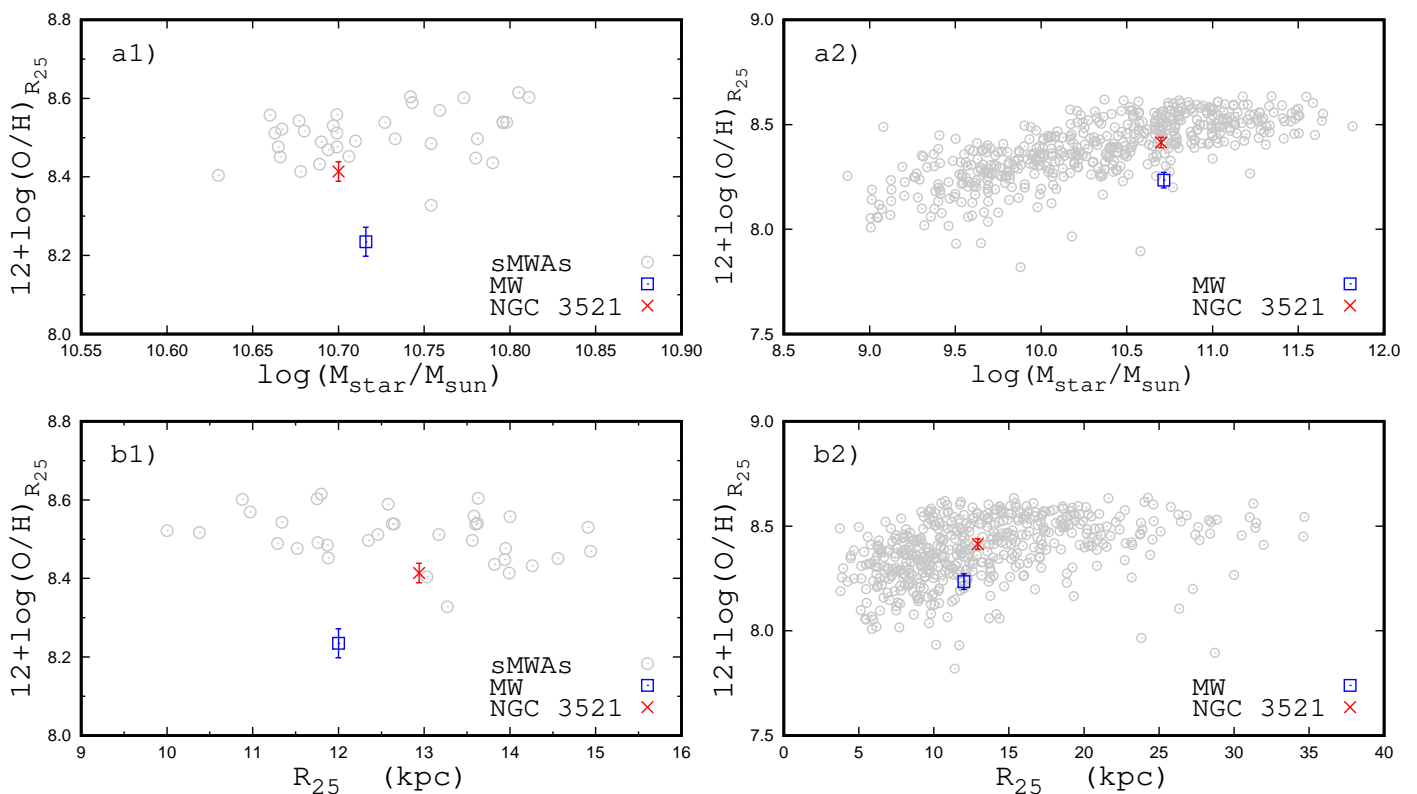 a1)
12+log(O/H)R25
8.8
8.6
8.4
8.2
8.0
sMWAs
MW
NGC 3521
10.55 10.60 10.65 10.70 10.75 10.80 10.85 10.90
log(Mstar/Msun)
a2)
12+log(O/H)R25
9.0
8.5
8.0
7.5
MW
NGC 3521
8.5 9.0 9.5 10.0 10.5 11.0 11.5 12.0
log(Mstar/Msun)
b1)
12+log(O/H)R25
8.8
8.6
8.4
8.2
8.0
sMWAs
MW
NGC 3521
9 10 11 12 13 14 15 16
R25 (kpc)
b2)
12+log(O/H)R25
9.0
8.5
8.0
7.5
MW
NGC 3521
0 5 10 15 20 25 30 35 40
R25 (kpc)